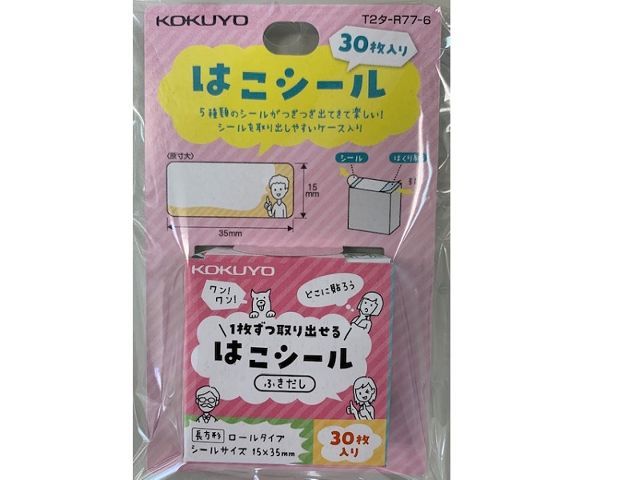 KOKUYO
T2タ-R77-6
30枚入り
はこシール
5種類のシールがつぎつぎ出てきて楽しい!
シールを取り出しやすいケース入り
(原寸大)
シール
はくり
15
mm
35mm
KOKUYO
ワン!
ワン!
どこに貼ろう
1枚ずつ取り出せる
はこシール
ふきだし
長方形 ロールタイプ
シールサイズ 15×35mm
30枚
入り